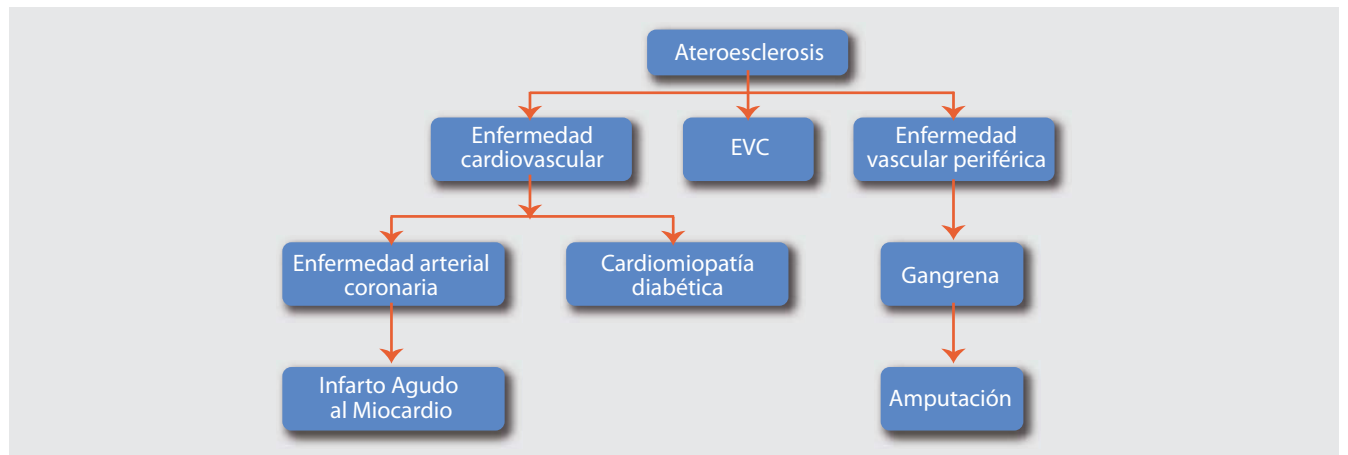 Ateroesclerosis
Enfermedad
cardiovascular
EVC
Enfermedad
vascular periférica
Enfermedad arterial
coronaria
Cardiomiopatía
diabética
Gangrena
Infarto Agudo
al Miocardio
Amputación